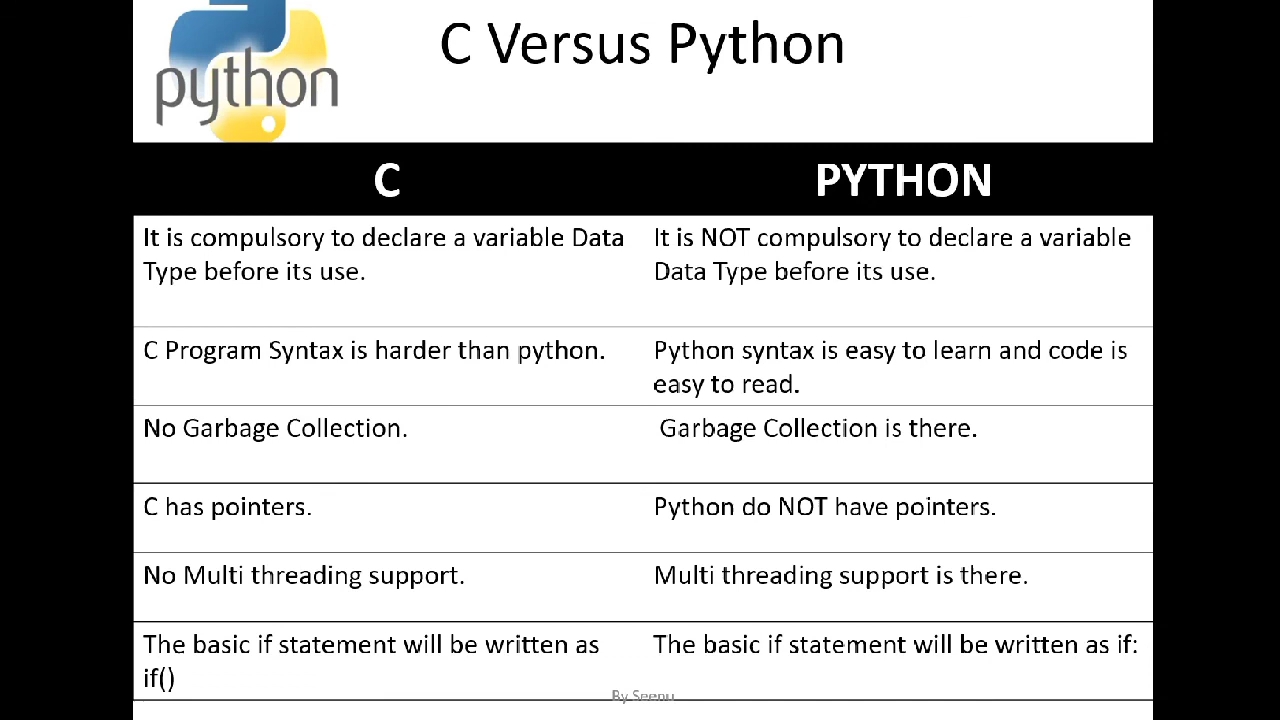 python
C Versus Python
C
PYTHON
It is compulsory to declare a variable Data
Type before its use.
It is NOT compulsory to declare a variable
Data Type before its use.
C Program Syntax is harder than python.
Python syntax is easy to learn and code is
easy to read.
No Garbage Collection.
Garbage Collection is there.
C has pointers.
Python do NOT have pointers.
No Multi threading support.
Multi threading support is there.
The basic if statement will be written as
if()
The basic if statement will be written as if:
By Seenu